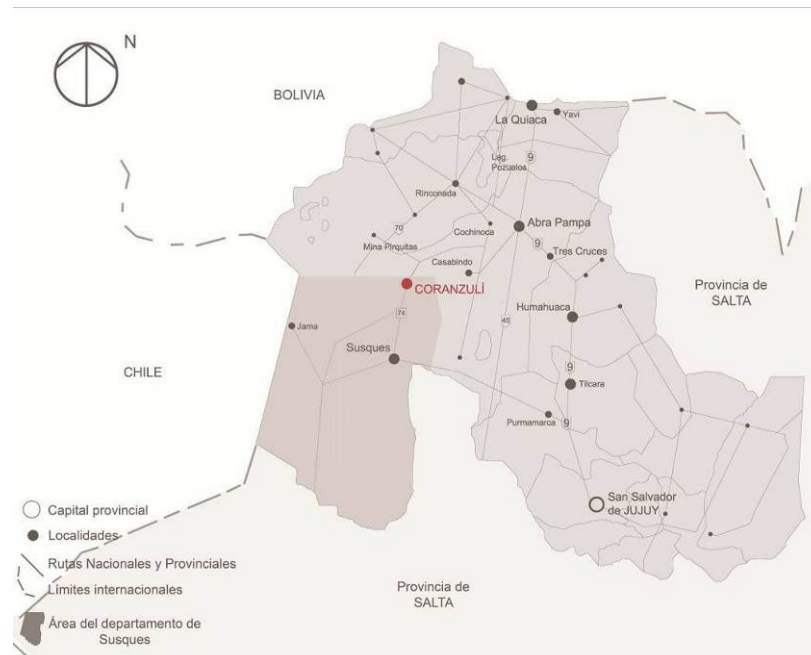 N
BOLIVIA
La Quiaca
Yavi
Lag.
Pozuelos
9
Rinconada
70
Cochinoca
Abra Pampa
9
Mina Pirquitas
Tres Cruces
Casabindo
Provincia de
SALTA
CORANZULÍ
Humahuaca
74
40
Jama
Susques
CHILE
9
Tilcara
Purmamarca
9
San Salvador
de JUJUY
Capital provincial
Localidades
Rutas Nacionales y Provinciales
Límites internacionales
Área del departamento de
Susques
Provincia de
SALTA